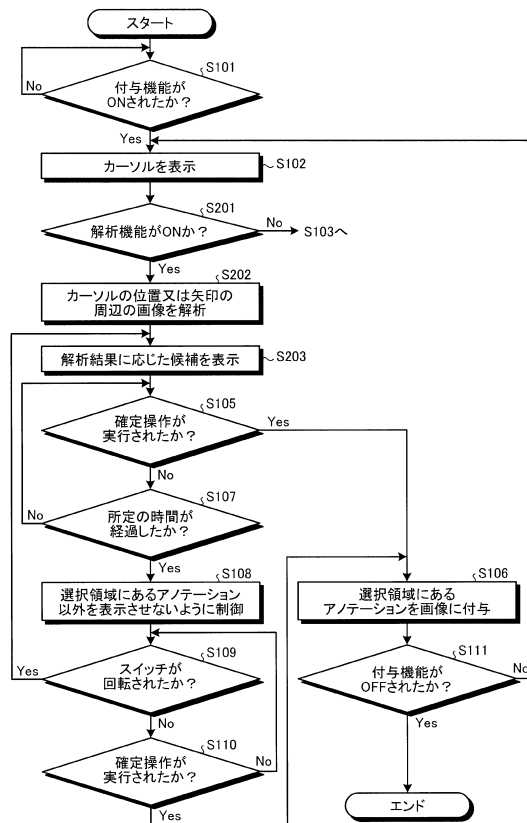 スタート
S101
付与機能が
ONされたか？
No
Yes
カーソルを表示
S102
S201
解析機能がONか？
No
S103へ
Yes
S202
カーソルの位置又は矢印の
周辺の画像を解析
解析結果に応じた候補を表示
S203
S105
確定操作が
実行されたか？
Yes
No
S107
所定の時間が
経過したか？
No
Yes
S108
選択領域にあるアノテーション
以外を表示させないように制御
S106
選択領域にある
アノテーションを画像に付与
S109
スイッチが
回転されたか？
Yes
No
S111
付与機能が
OFFされたか？
No
Yes
S110
確定操作が
実行されたか？
No
Yes
エンド